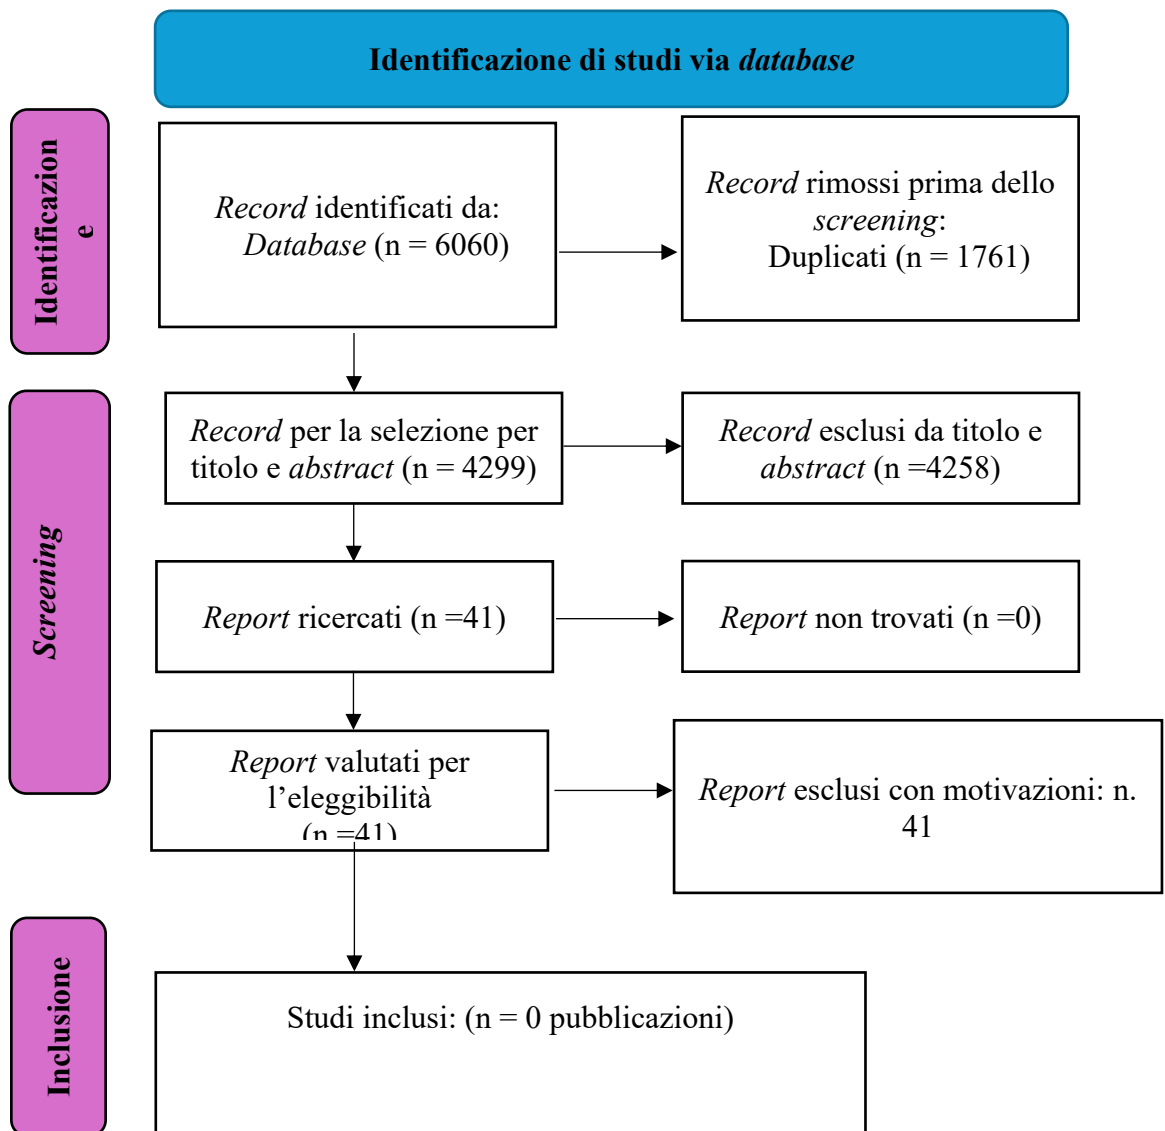 Identificazione di studi via database
Identificazion
e
Record identificati da:
Database (n = 6060)
Record rimossi prima dello
screening:
Duplicati (n = 1761)
Screening
Record per la selezione per
titolo e abstract (n = 4299)
Record esclusi da titolo e
abstract (n =4258)
Report ricercati (n =41)
Report non trovati (n =0)
Report valutati per
l’eleggibilità
(n =41)
Report esclusi con motivazioni: n.
41
Inclusione
Studi inclusi: (n = 0 pubblicazioni)